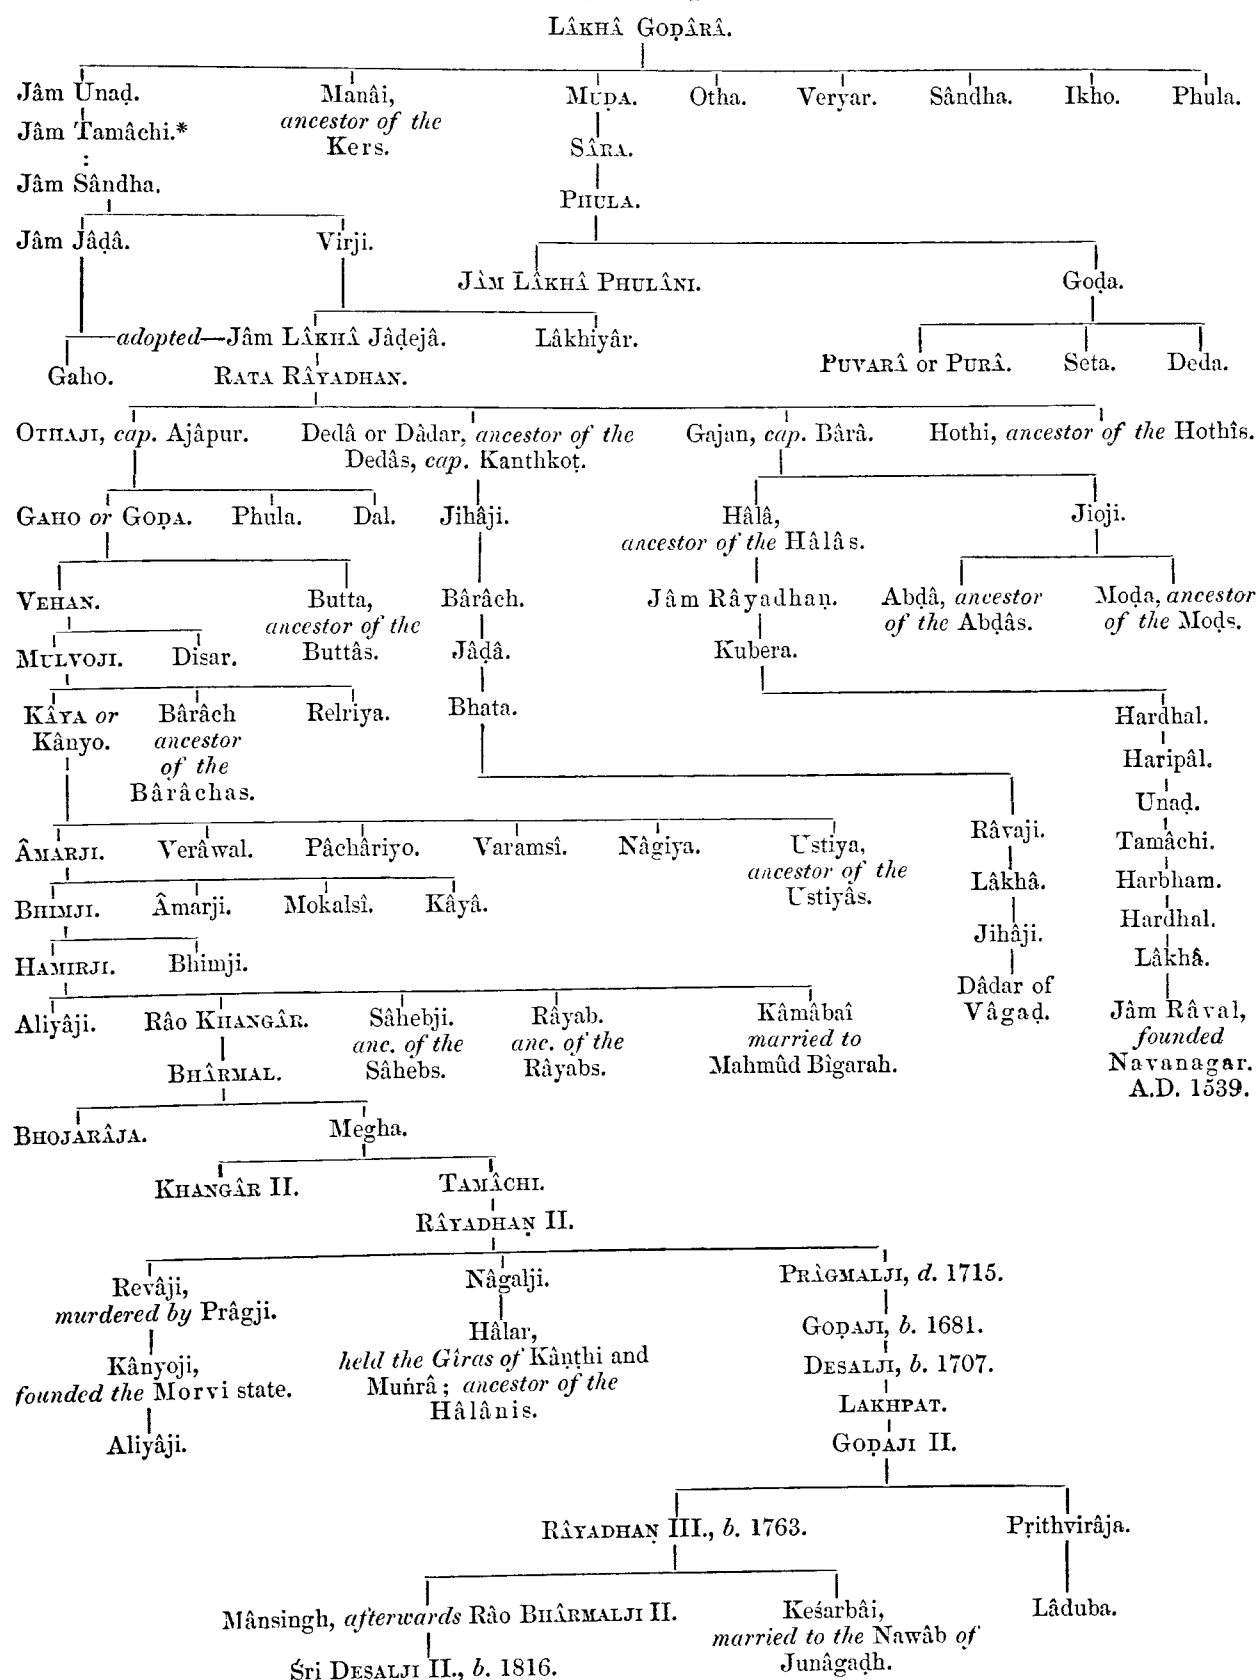 LÂKHÂ GOḌÂRÂ.
Jâm Unaḍ. Manâi, MUḌA. Otha. Veryar. Sândha. Ikho. Phula.
ancestor of the
Jâm Tamâchi.* Kers. SÂRA.
Jâm Sândha. PHULA.
Jâm Jâḍâ. Virji.
JÂM LÂKHÂ PHULÂNI. Goḍa.
adopted—Jâm LÂKHÂ Jâḍejâ. Lâkhiyâr.
Gaho. RATA RÂYADHAN. PUVARÂ or PURÂ. Seta. Deda.
OTHAJI, cap. Ajâpur. Dedâ or Dâdar, ancestor of the Gajan, cap. Bârâ. Hothi, ancestor of the Hothîs.
Dedâs, cap. Kanthkoṭ.
GAHO or GOḌA. Phula. Dal. Jihâji. Hâlâ, Jioji.
ancestor of the Hâlâs.
VEHAN. Butta, Bârâch. Jâm Râyadhaṇ. Abḍâ, ancestor Moḍa, ancestor
ancestor of the of the Abḍâs. of the Moḍs.
MULVOJI. Disar. Buttâs. Jâḍâ. Kubera.
KÂYA or Bârâch Relriya. Bhata. Hardhal.
Kânyo. ancestor Haripâl.
of the
Bârâchas. Unaḍ.
ÂMARJI. Verâwal. Pâchâriyo. Varamsî. Nâgiya. Ustiya, Râvaji. Tamâchi.
ancestor of the
Ustiyâs. Lâkhâ. Harbham.
BHIMJI. Âmarji. Mokalsî. Kâyâ. Hardhal.
Jihâji.
HAMIRJI. Bhimji. Lâkhâ.
Dâdar of
Vâgaḍ.
Aliyâji. Râo KHANGÂR. Sâhebji. Râyab. Kâmâbaî Jâm Râval,
anc. of the anc. of the married to founded
Sâhebs. Râyabs. Mahmûd Bîgarah. Navanagar.
BHÂRMAL. A.D. 1539.
BHOJARÂJA. Megha.
KHANGÂR II. TAMÂCHI.
RÂYADHAṆ II.
Revâji, Nâgalji. PRÂGMALJI, d. 1715.
murdered by Prâgji.
Hâlar, GOḌAJI, b. 1681.
Kânyoji, held the Gîras of Kâṇṭhi and DESALJI, b. 1707.
founded the Morvi state. Muńrâ; ancestor of the
Hâlânis. LAKHPAT.
Aliyâji. GOḌAJI II.
RÂYADHAṆ III., b. 1763. Pṛithvirâja.
Mânsingh, afterwards Râo BHÂRMALJI II. Keśarbâi, Lâduba.
married to the Nawâb of
Śri DESALJI II., b. 1816. Junâgaḍh.